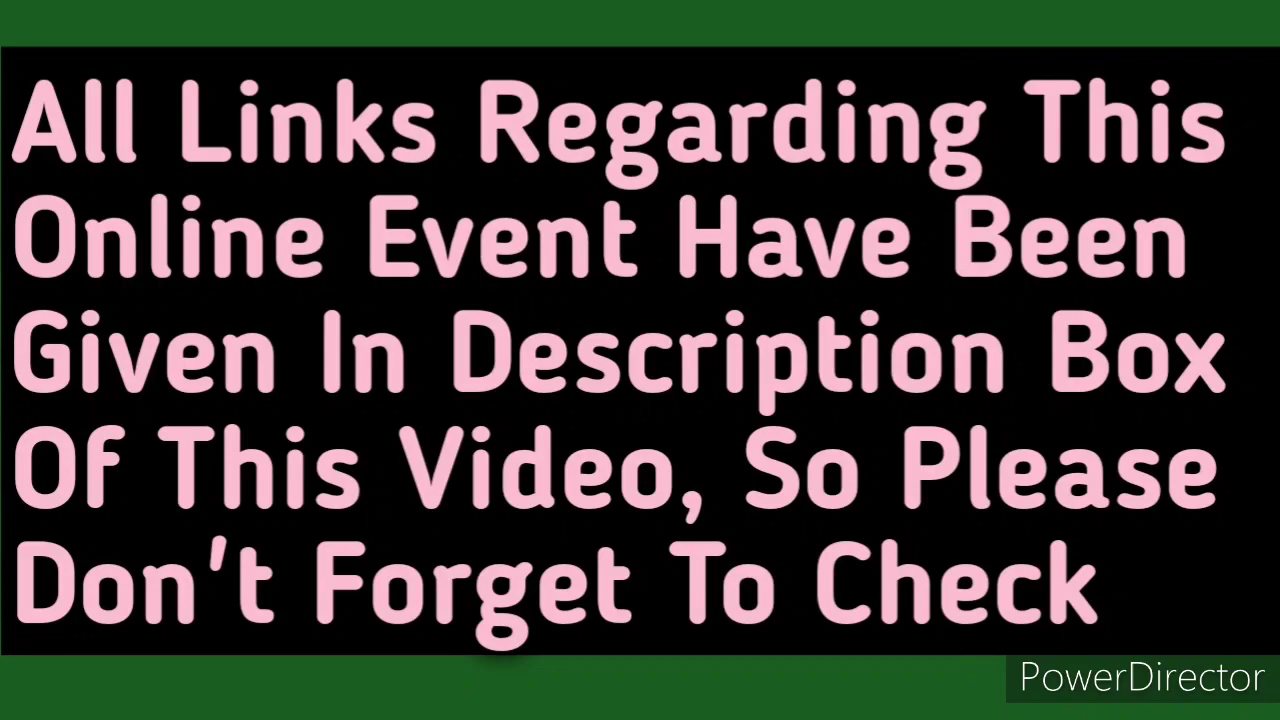 All Links Regarding This
Online Event Have Been
Given In Description Box
Of This Video, So Please
Don't Forget To Check
PowerDirector